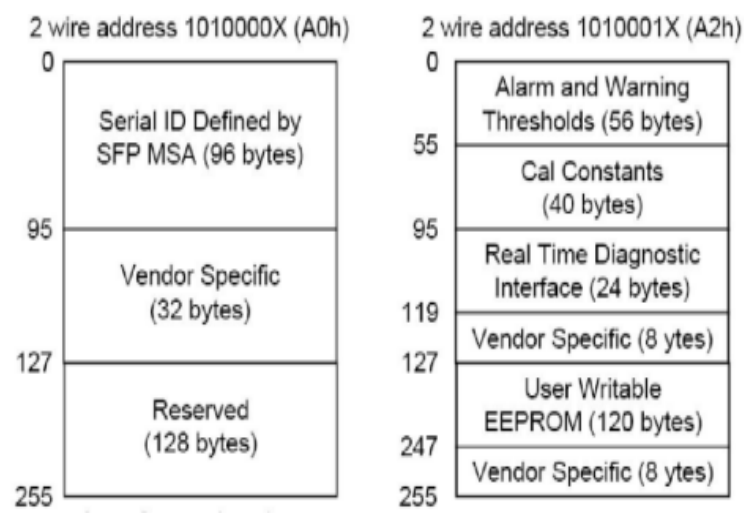 2 wire address 1010000X (A0h)
0
Serial ID Defined by
SFP MSA (96 bytes)
95
Vendor Specific
(32 bytes)
127
Reserved
(128 bytes)
255
2 wire address 1010001X (A2h)
0
Alarm and Warning
Thresholds (56 bytes)
55
Cal Constants
(40 bytes)
95
Real Time Diagnostic
Interface (24 bytes)
119
Vendor Specific (8 ytes)
127
User Writable
EEPROM (120 bytes)
247
Vendor Specific (8 ytes)
255